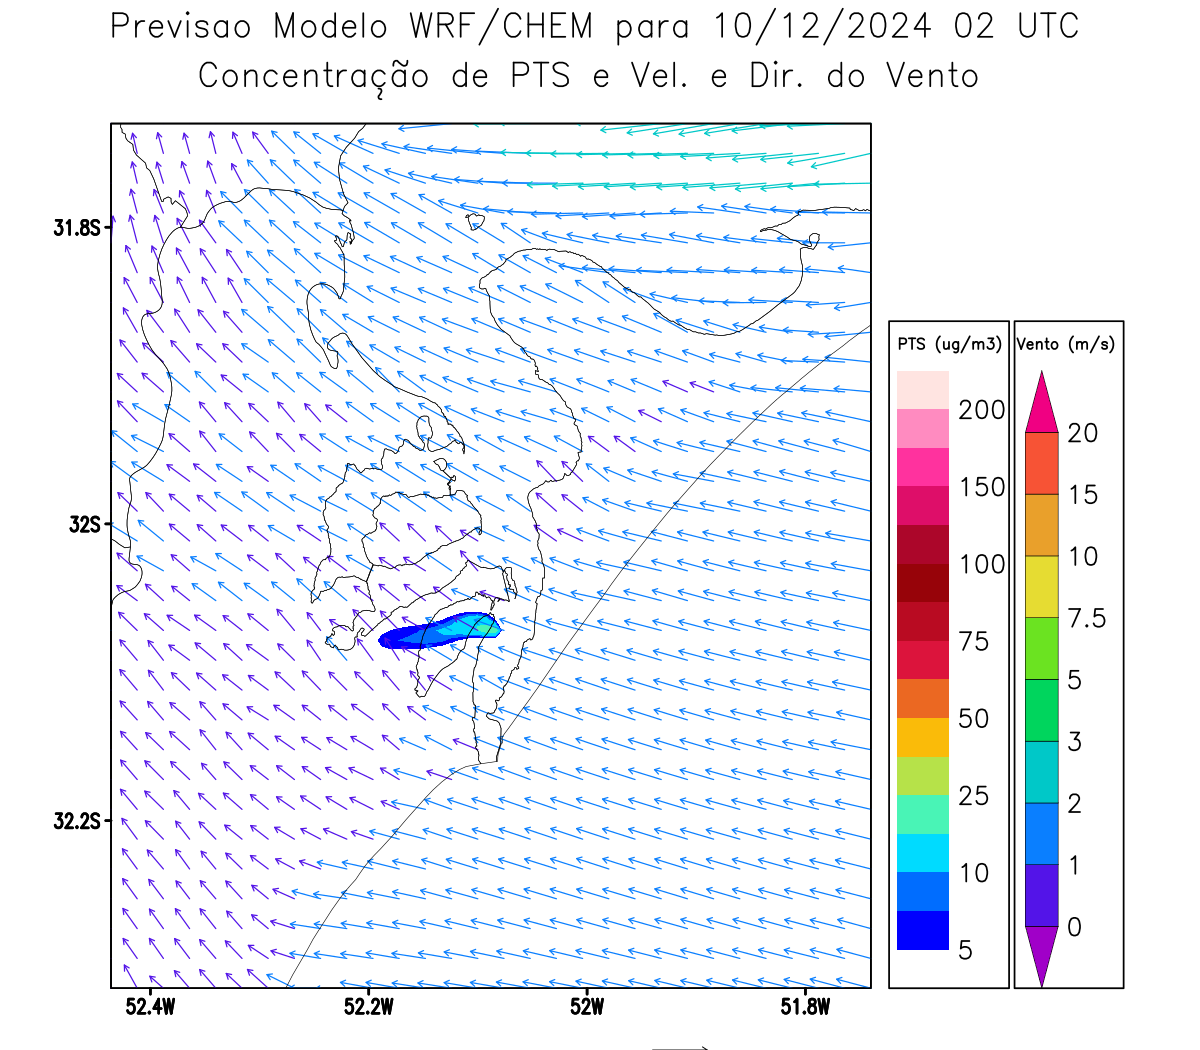 Previsao Modelo WRF/CHEM para 10/12/2024 02 UTC
Concentração de PTS e Vel. e Dir. do Vento
31.8S
32S
32.2S
52.4W 52.2W 52W 51.8W
PTS (ug/m3)
200
150
100
75
50
25
10
5
Vento (m/s)
20
15
10
7.5
5
3
2
1
0